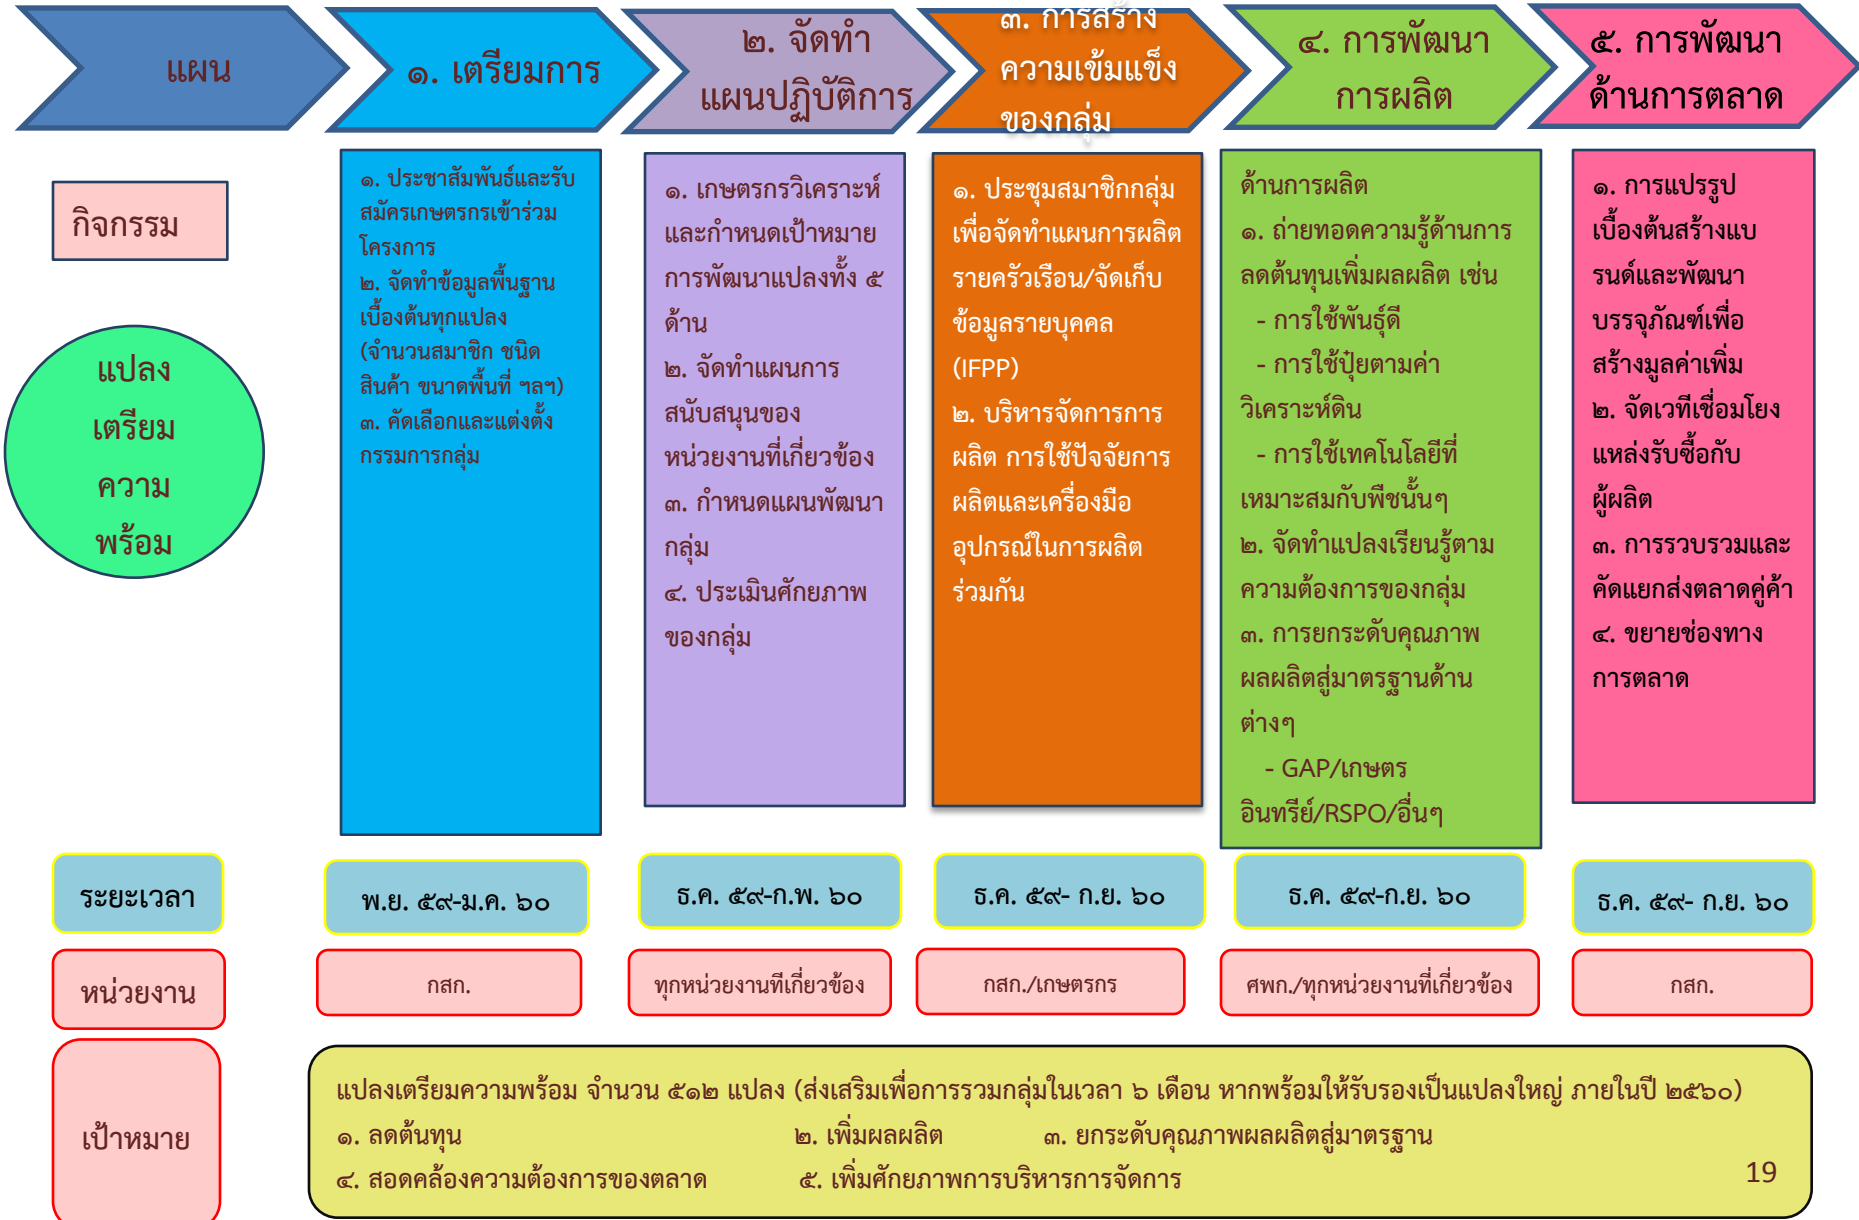 แผน
๑. เตรียมการ
๒. จัดทำ
แผนปฏิบัติการ
๓. การสร้าง
ความเข้มแข็ง
ของกลุ่ม
๔. การพัฒนา
การผลิต
๕. การพัฒนา
ด้านการตลาด
กิจกรรม
แปลง
เตรียม
ความ
พร้อม
๑. ประชาสัมพันธ์และรับ
สมัครเกษตรกรเข้าร่วม
โครงการ
๒. จัดทำข้อมูลพื้นฐาน
เบื้องต้นทุกแปลง
(จำนวนสมาชิก ชนิด
สินค้า ขนาดพื้นที่ ฯลฯ)
๓. คัดเลือกและแต่งตั้ง
กรรมการกลุ่ม
๑. เกษตรกรวิเคราะห์
และกำหนดเป้าหมาย
การพัฒนาแปลงทั้ง ๕
ด้าน
๒. จัดทำแผนการ
สนับสนุนของ
หน่วยงานที่เกี่ยวข้อง
๓. กำหนดแผนพัฒนา
กลุ่ม
๔. ประเมินศักยภาพ
ของกลุ่ม
๑. ประชุมสมาชิกกลุ่ม
เพื่อจัดทำแผนการผลิต
รายครัวเรือน/จัดเก็บ
ข้อมูลรายบุคคล
(IFPP)
๒. บริหารจัดการการ
ผลิต การใช้ปัจจัยการ
ผลิตและเครื่องมือ
อุปกรณ์ในการผลิต
ร่วมกัน
ด้านการผลิต
๑. ถ่ายทอดความรู้ด้านการ
ลดต้นทุนเพิ่มผลผลิต เช่น
- การใช้พันธุ์ดี
- การใช้ปุ๋ยตามค่า
วิเคราะห์ดิน
- การใช้เทคโนโลยีที่
เหมาะสมกับพืชนั้นๆ
๒. จัดทำแปลงเรียนรู้ตาม
ความต้องการของกลุ่ม
๓. การยกระดับคุณภาพ
ผลผลิตสู่มาตรฐานด้าน
ต่างๆ
- GAP/เกษตร
อินทรีย์/RSPO/อื่นๆ
๑. การแปรรูป
เบื้องต้นสร้างแบ
รนด์และพัฒนา
บรรจุภัณฑ์เพื่อ
สร้างมูลค่าเพิ่ม
๒. จัดเวทีเชื่อมโยง
แหล่งรับซื้อกับ
ผู้ผลิต
๓. การรวบรวมและ
คัดแยกส่งตลาดคู่ค้า
๔. ขยายช่องทาง
การตลาด
ระยะเวลา
พ.ย. ๕๙-ม.ค. ๖๐
ธ.ค. ๕๙-ก.พ. ๖๐
ธ.ค. ๕๙- ก.ย. ๖๐
ธ.ค. ๕๙-ก.ย. ๖๐
ธ.ค. ๕๙- ก.ย. ๖๐
หน่วยงาน
กสก.
ทุกหน่วยงานทีเกี่ยวข้อง
กสก./เกษตรกร
ศพก./ทุกหน่วยงานที่เกี่ยวข้อง
กสก.
เป้าหมาย
แปลงเตรียมความพร้อม จำนวน ๕๑๒ แปลง (ส่งเสริมเพื่อการรวมกลุ่มในเวลา ๖ เดือน หากพร้อมให้รับรองเป็นแปลงใหญ่ ภายในปี ๒๕๖๐)
๑. ลดต้นทุน ๒. เพิ่มผลผลิต ๓. ยกระดับคุณภาพผลผลิตสู่มาตรฐาน
๔. สอดคล้องความต้องการของตลาด ๕. เพิ่มศักยภาพการบริหารการจัดการ
19